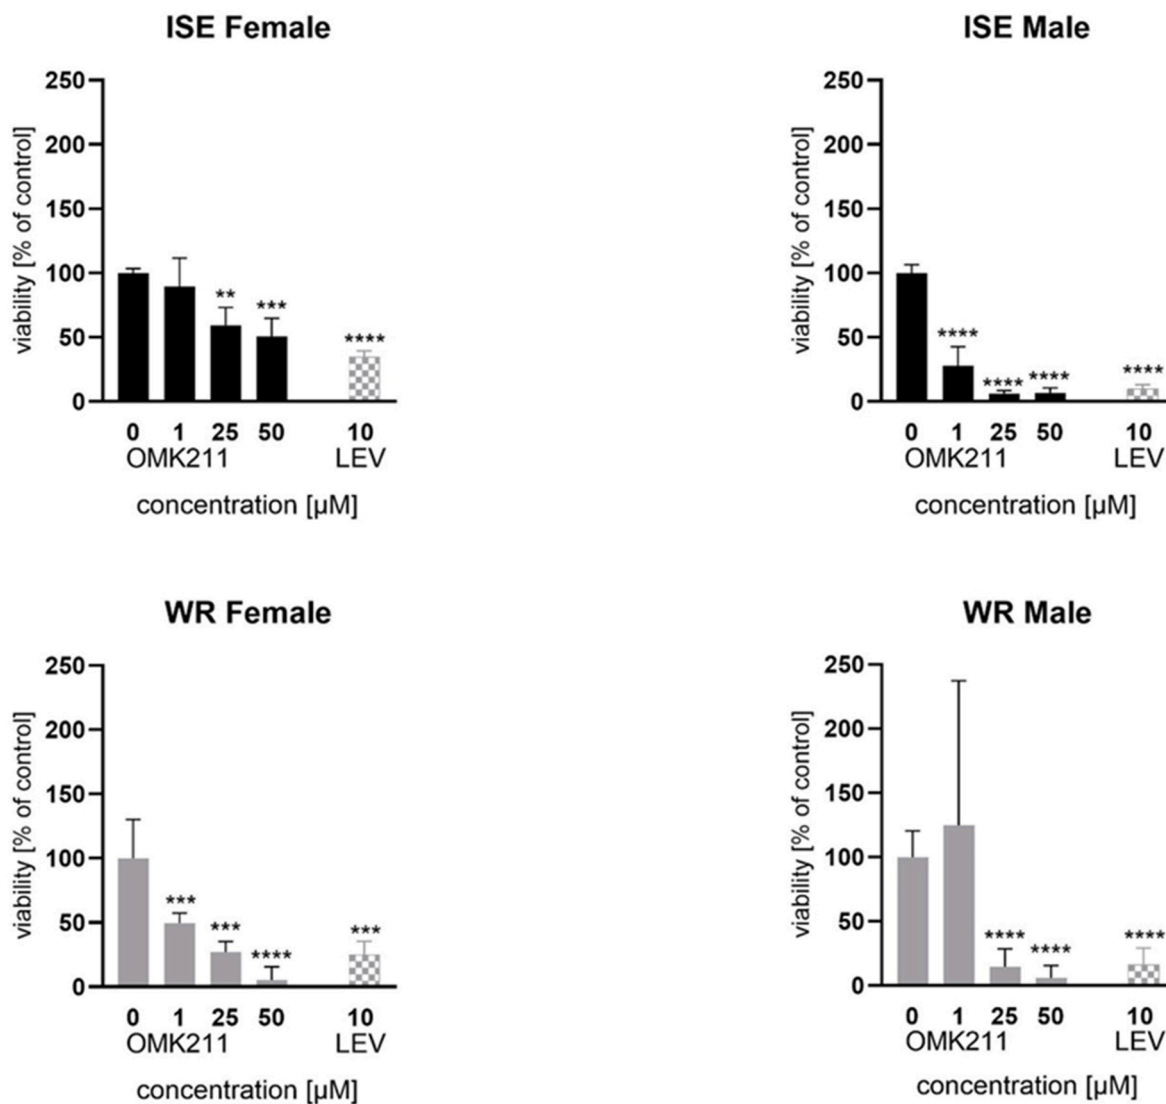 ISE Female
viability [% of control]
250
200
150
100
50
0
** *** ****
0 1 25 50 10
OMK211 LEV
concentration [µM]
ISE Male
viability [% of control]
250
200
150
100
50
0
**** **** **** ****
0 1 25 50 10
OMK211 LEV
concentration [µM]
WR Female
viability [% of control]
250
200
150
100
50
0
*** *** **** ***
0 1 25 50 10
OMK211 LEV
concentration [µM]
WR Male
viability [% of control]
250
200
150
100
50
0
**** **** ****
0 1 25 50 10
OMK211 LEV
concentration [µM]